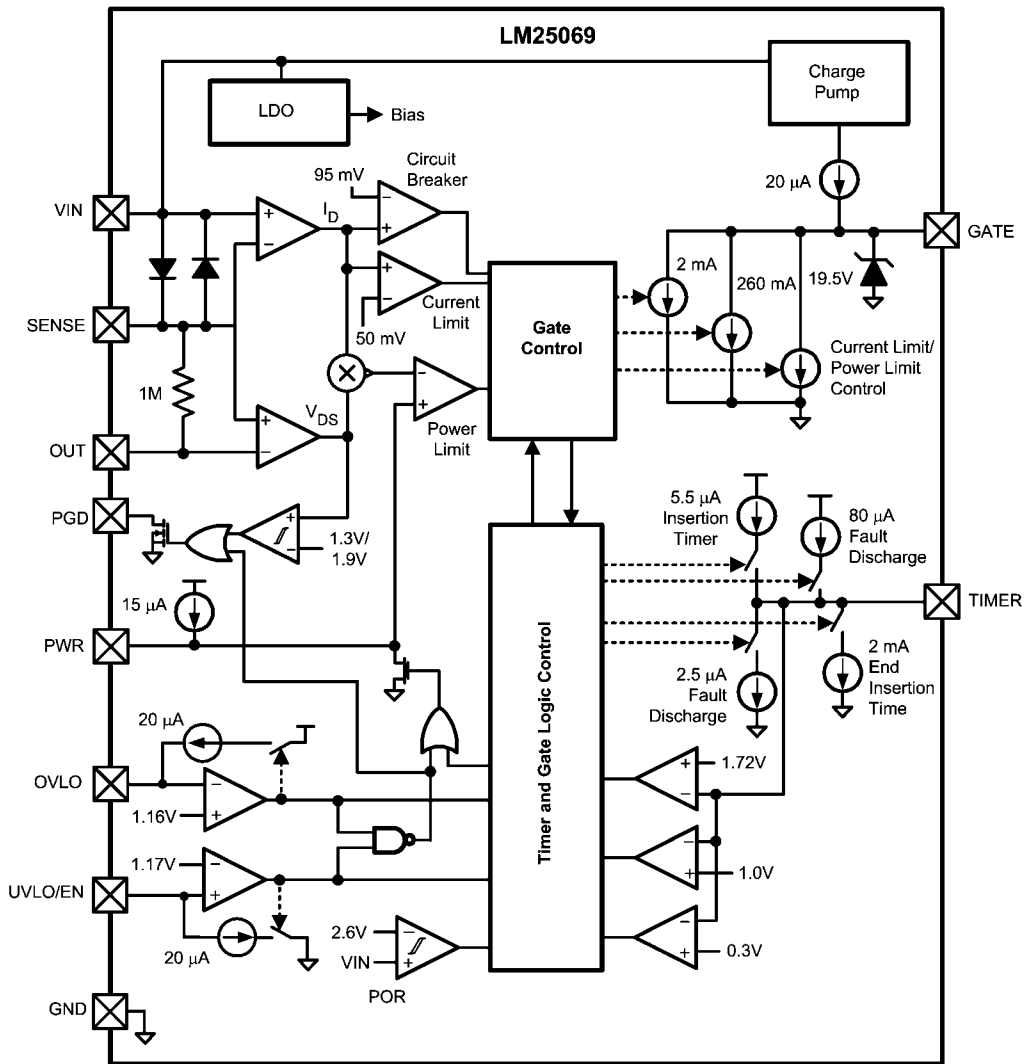 LM25069
Charge
Pump
LDO
Bias
20 μA
Circuit
Breaker
95 mV
VIN
I_D
GATE
2 mA
260 mA
19.5V
SENSE
Current
Limit
50 mV
Gate
Control
Current Limit/
Power Limit
Control
1M
V_DS
Power
Limit
OUT
PGD
1.3V/
1.9V
5.5 μA
Insertion
Timer
80 μA
Fault
Discharge
15 μA
TIMER
PWR
Timer and Gate Logic Control
2.5 μA
Fault
Discharge
2 mA
End
Insertion
Time
20 μA
OVLO
1.16V
1.72V
1.17V
1.0V
UVLO/EN
20 μA
2.6V
VIN
POR
0.3V
GND